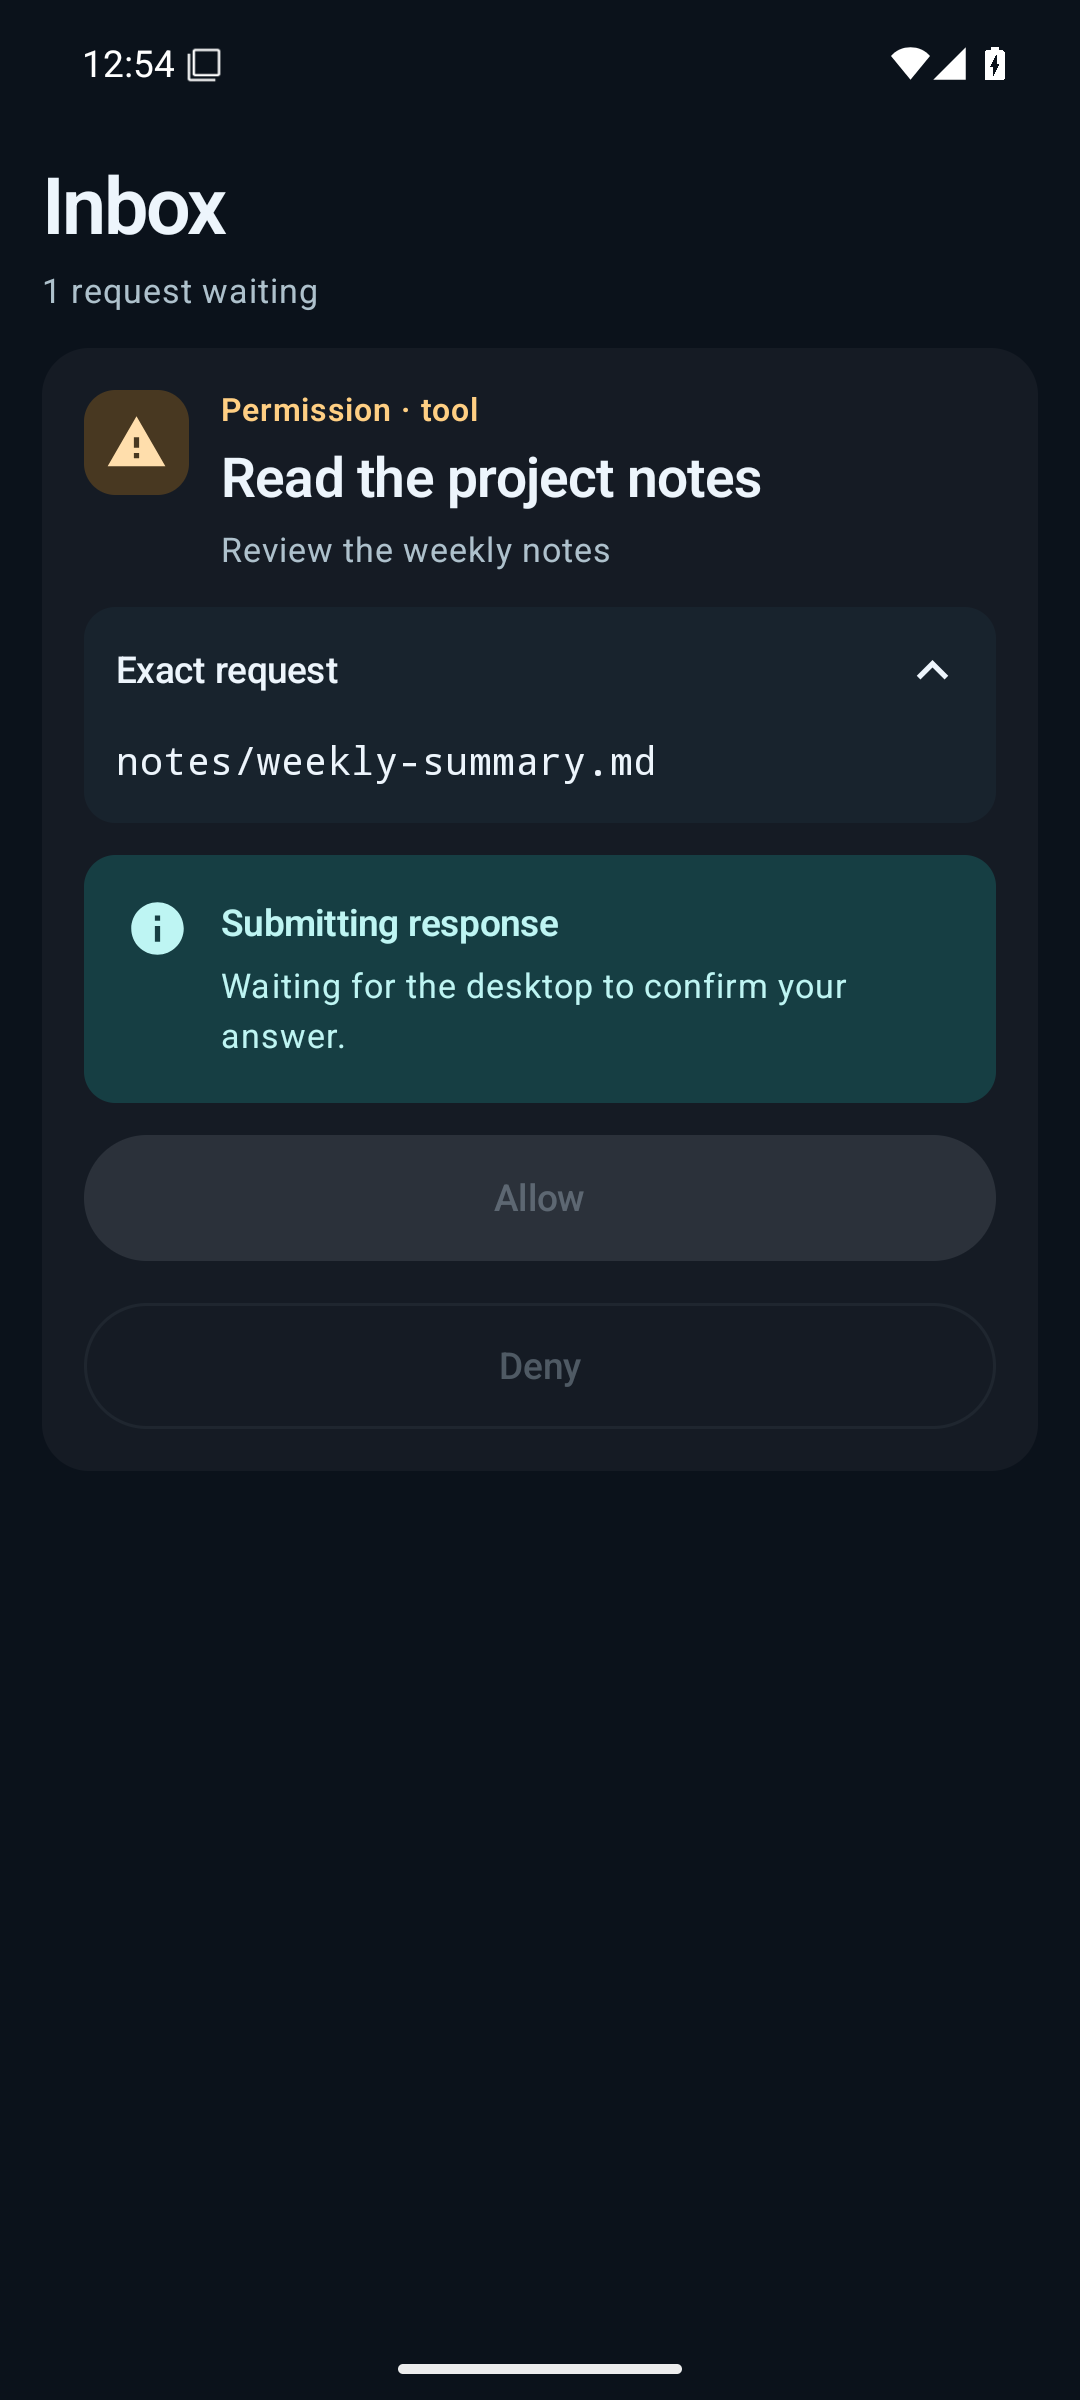 12:54
Inbox
1 request waiting
Permission · tool
Read the project notes
Review the weekly notes
Exact request
notes/weekly-summary.md
Submitting response
Waiting for the desktop to confirm your
answer.
Allow
Deny